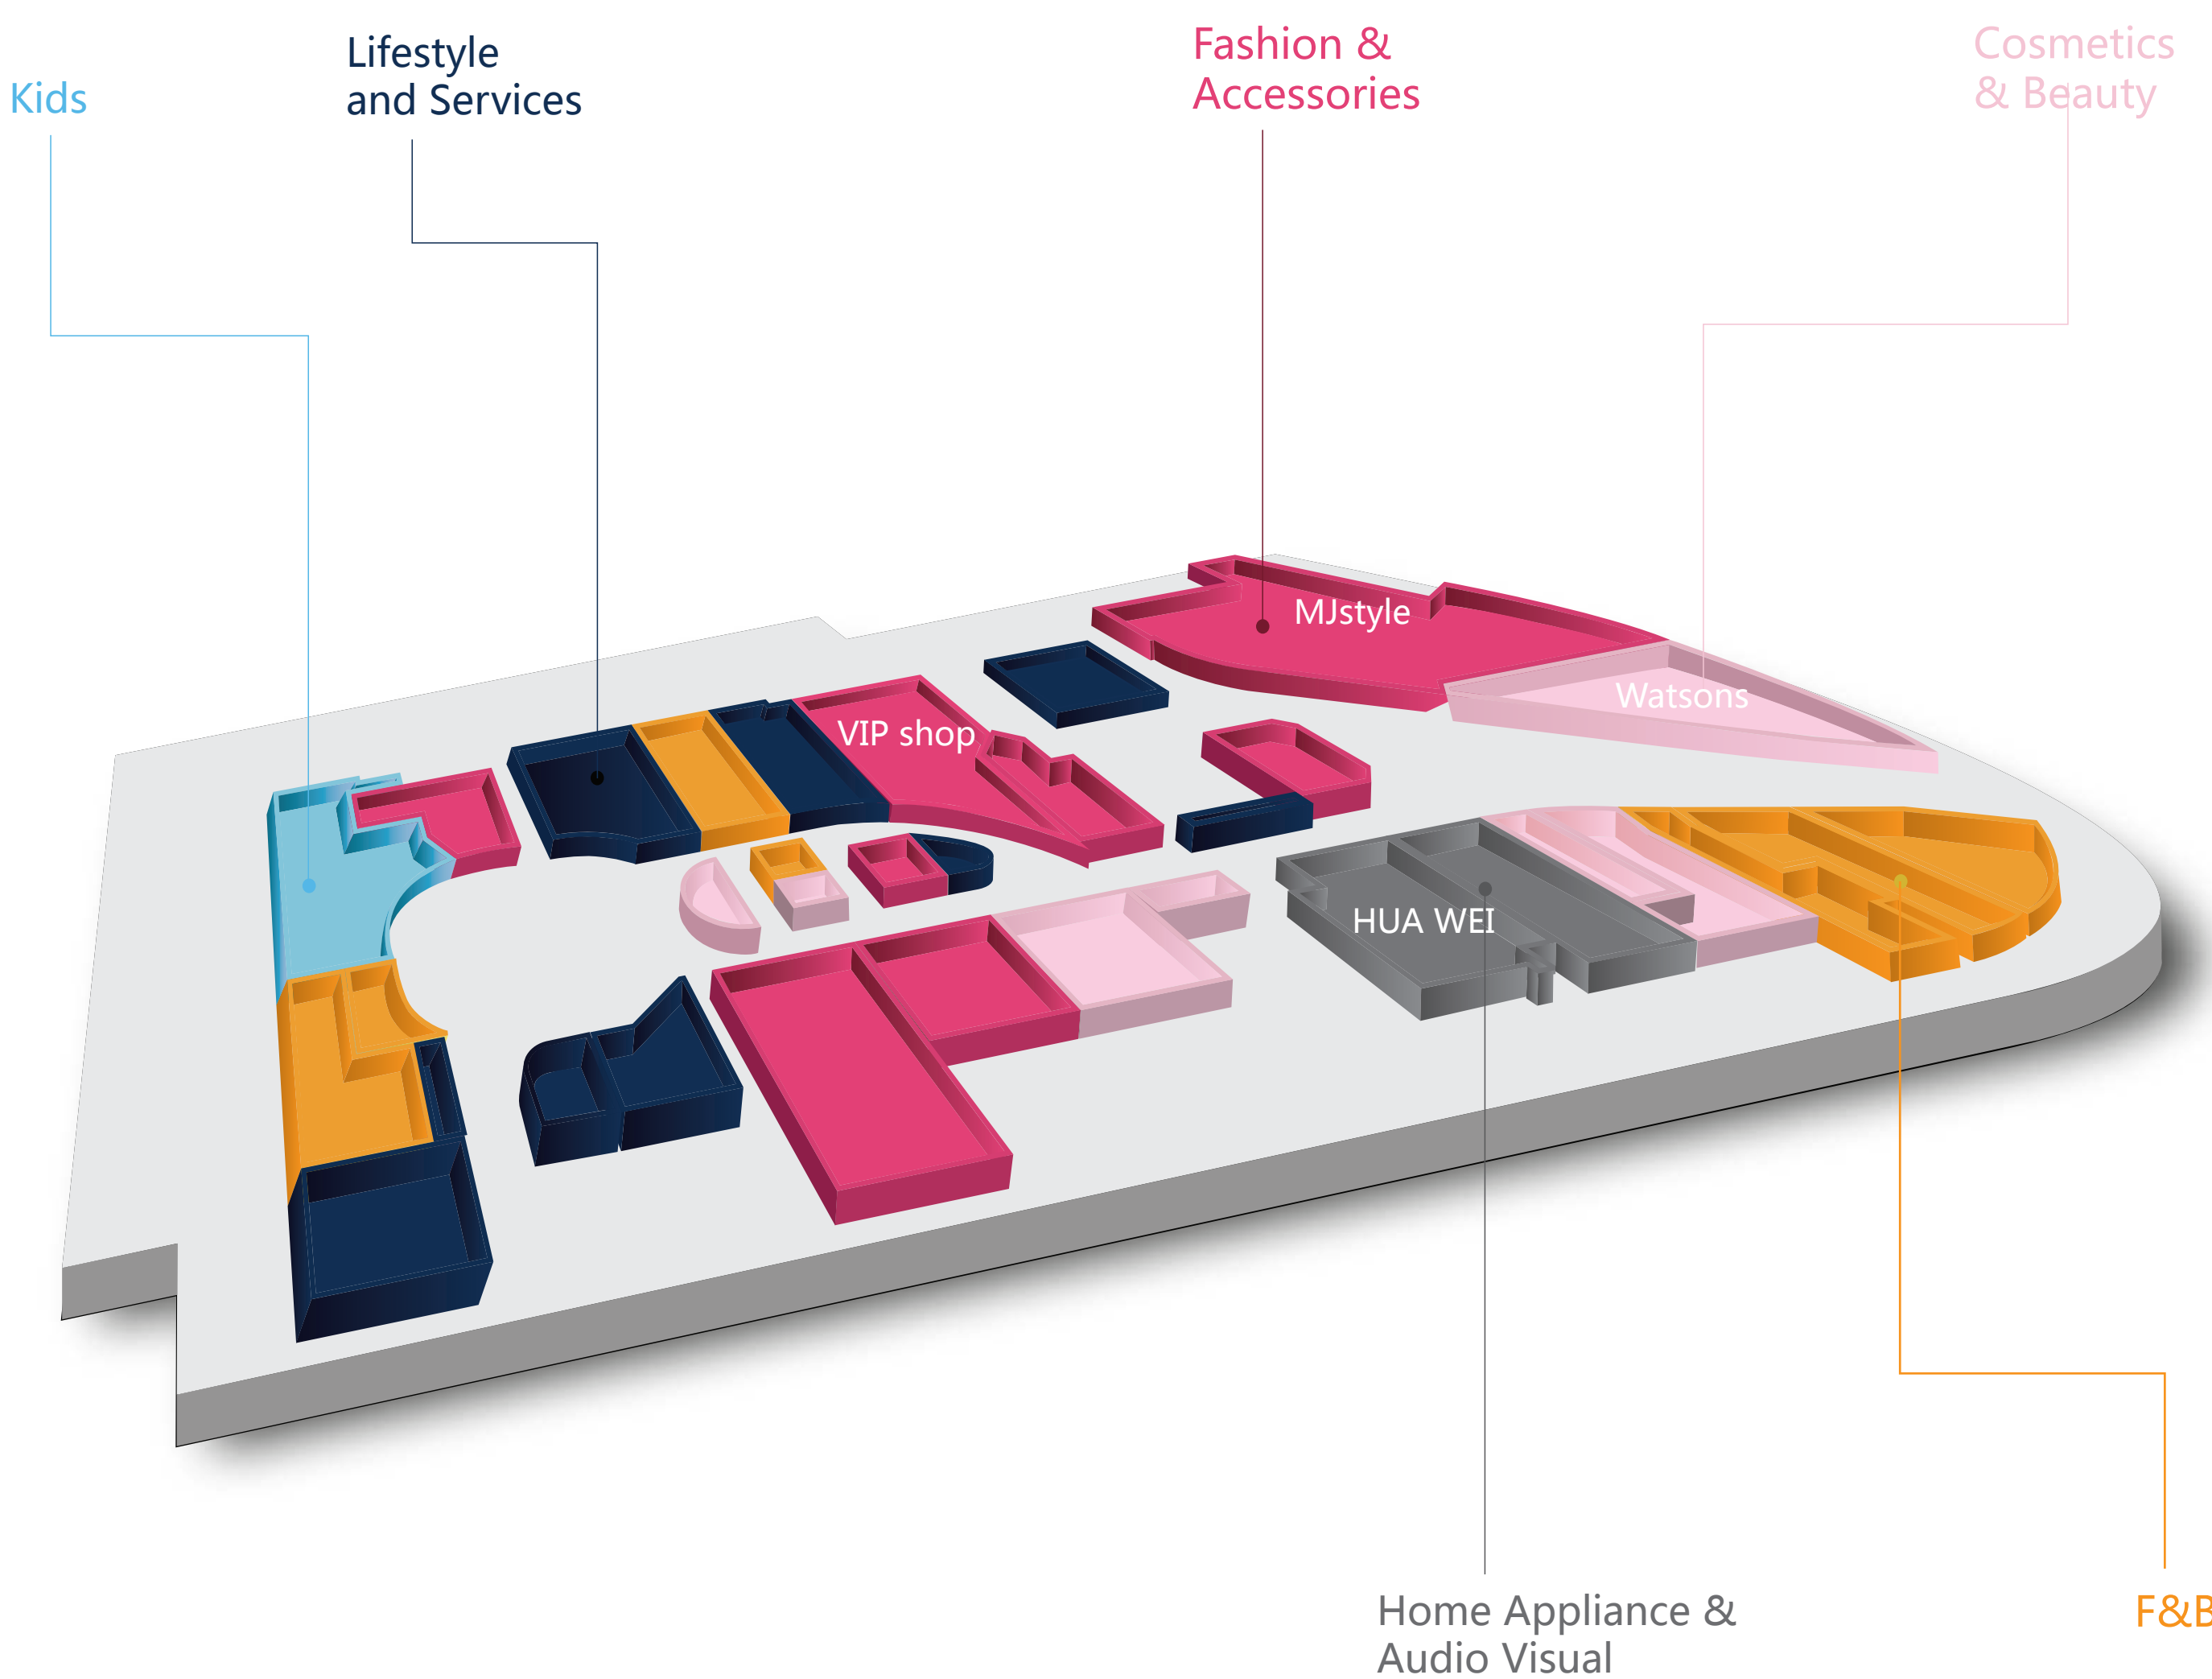 Kids
Lifestyle
and Services
Fashion &
Accessories
Cosmetics
& Beauty
MJstyle
Watsons
VIP shop
HUA WEI
Home Appliance &
Audio Visual
F&B